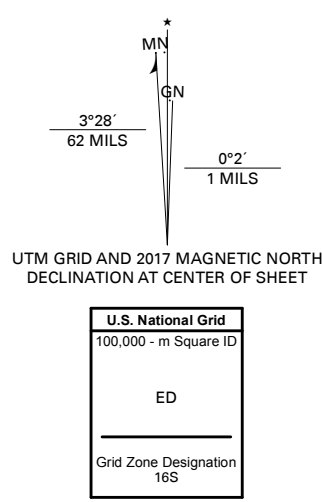 MN
GN
3°28´
62 MILS
0°2´
1 MILS
UTM GRID AND 2017 MAGNETIC NORTH
DECLINATION AT CENTER OF SHEET
U.S. National Grid
100,000 - m Square ID
ED
Grid Zone Designation
16S